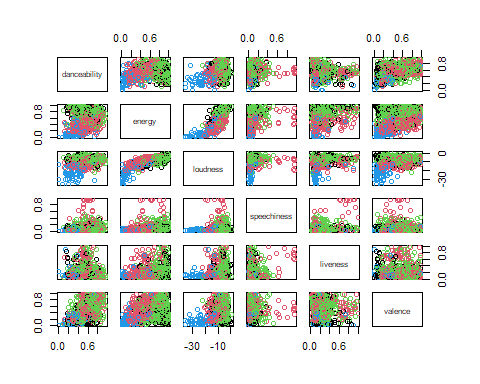 0.0 0.6 0.0 0.6 0.0 0.6
danceability 0.0 0.8
0.0 0.8 energy
loudness -30 0
0.0 0.8 speechiness
liveness 0.0 0.8
0.0 0.8 valence
0.0 0.6 -30 -10 0.0 0.6